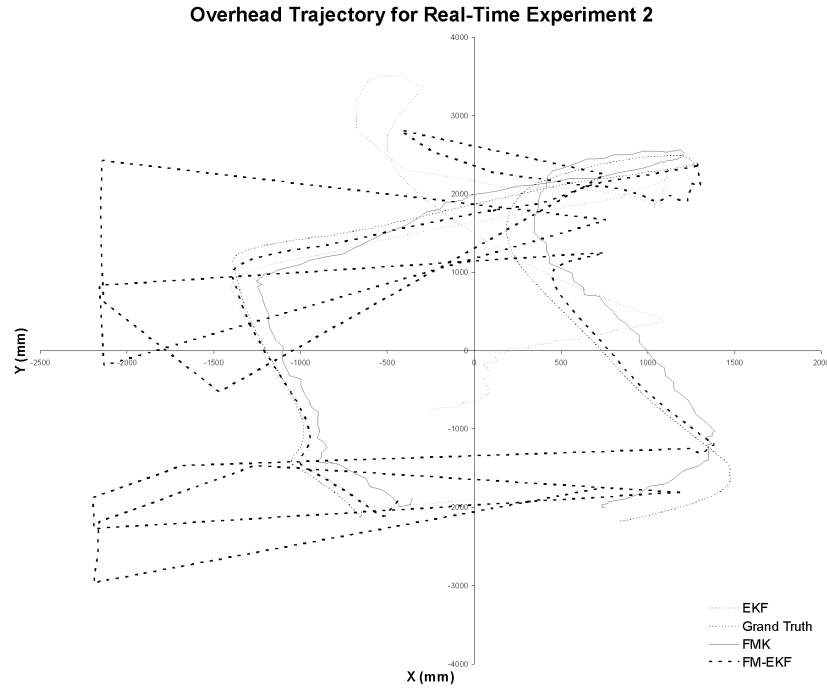 Overhead Trajectory for Real-Time Experiment 2
4000
3000
2000
1000
0
-2500 -2000 -1500 -1000 -500 0 500 1000 1500 2000
-1000
-2000
-3000
-4000
Y (mm)
X (mm)
EKF
Grand Truth
FMK
FM-EKF